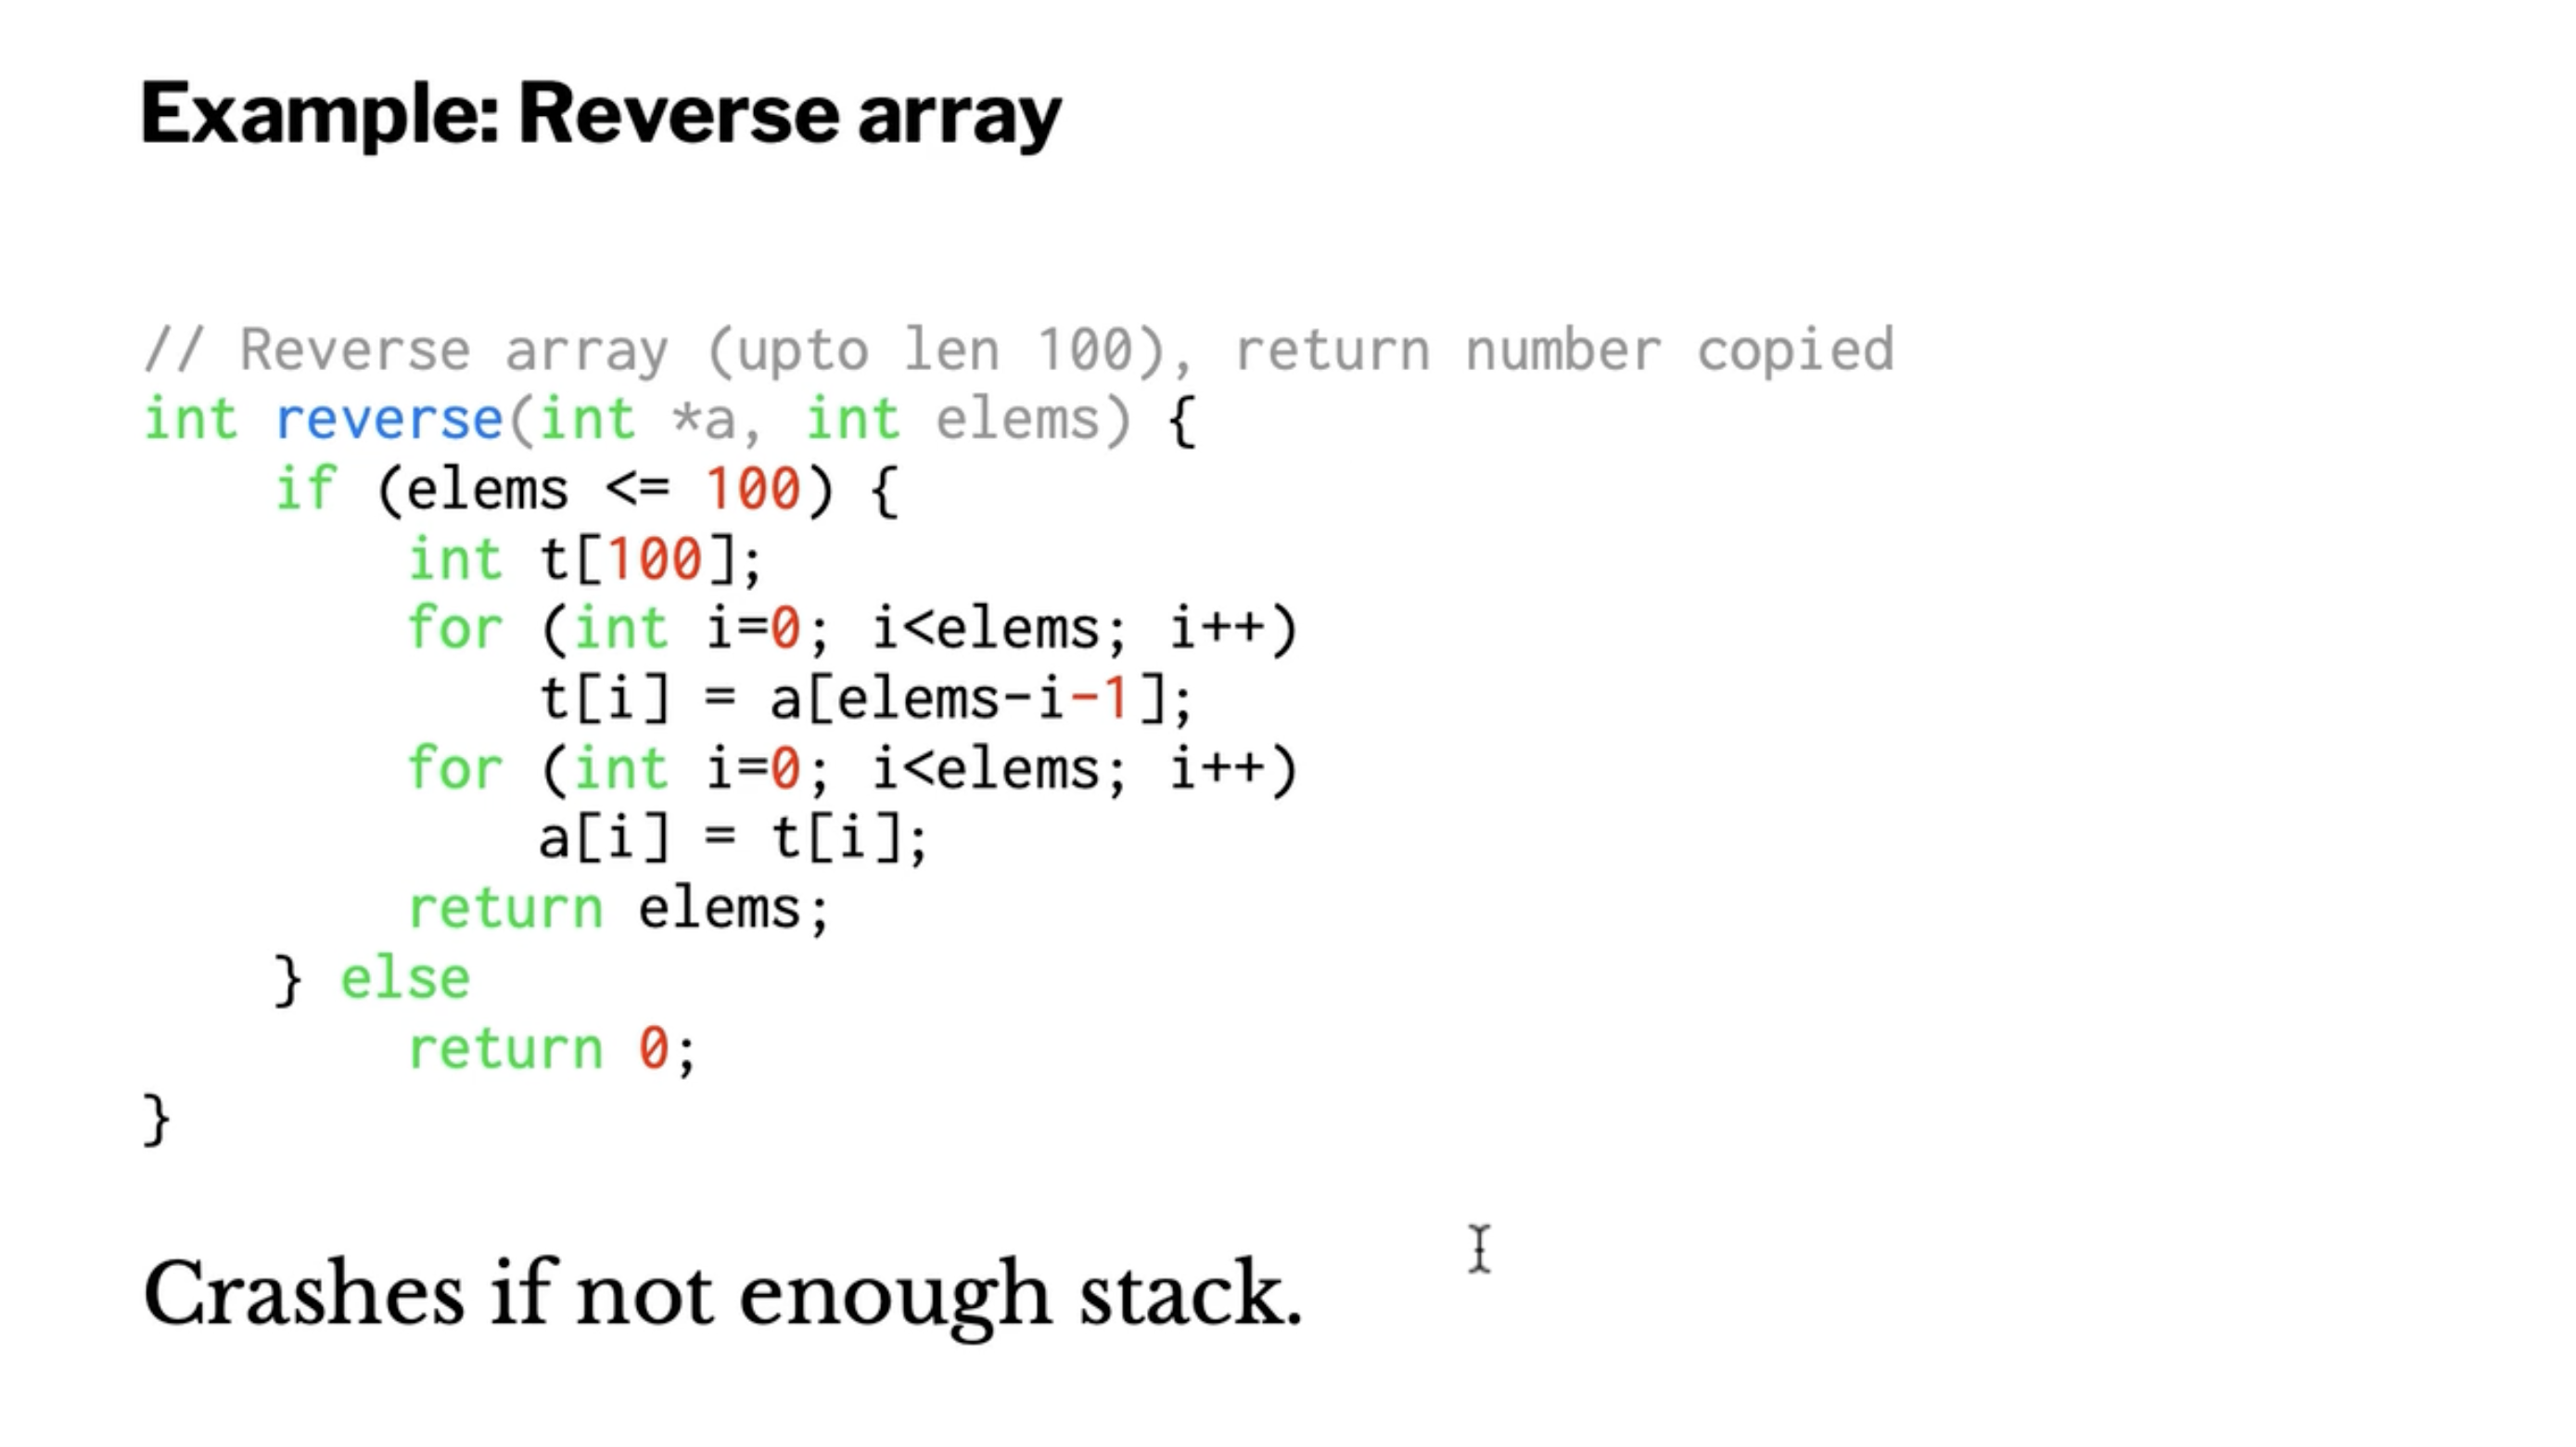 Example: Reverse array
// Reverse array (upto len 100), return number copied
int reverse(int *a, int elems) {
    if (elems <= 100) {
        int t[100];
        for (int i=0; i<elems; i++)
            t[i] = a[elems-i-1];
        for (int i=0; i<elems; i++)
            a[i] = t[i];
        return elems;
    } else
        return 0;
}
Crashes if not enough stack.